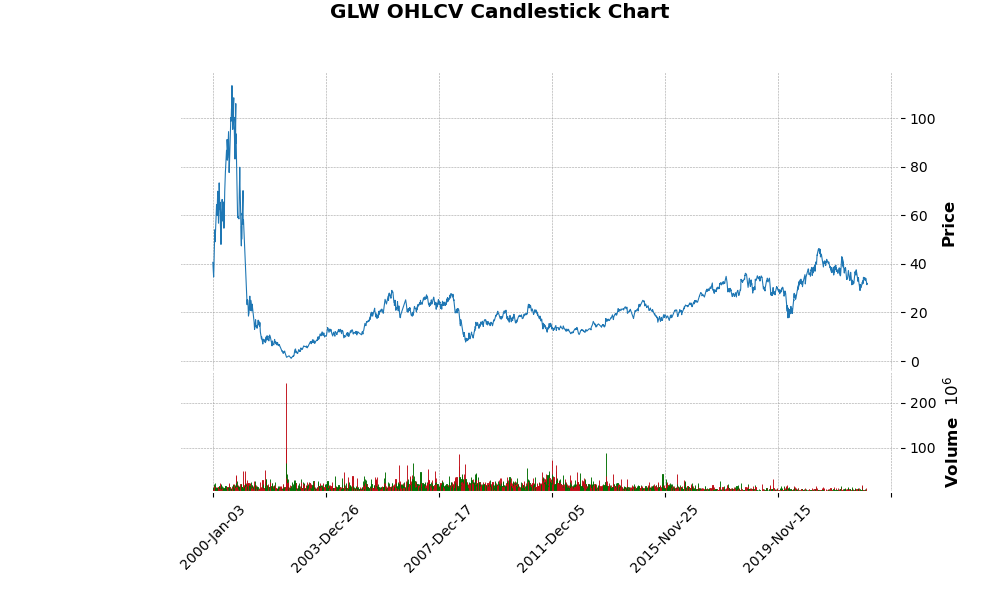 GLW OHLCV Candlestick Chart
100
80
60
40
20
0
Price
200
100
Volume 10^6
2000-Jan-03
2003-Dec-26
2007-Dec-17
2011-Dec-05
2015-Nov-25
2019-Nov-15